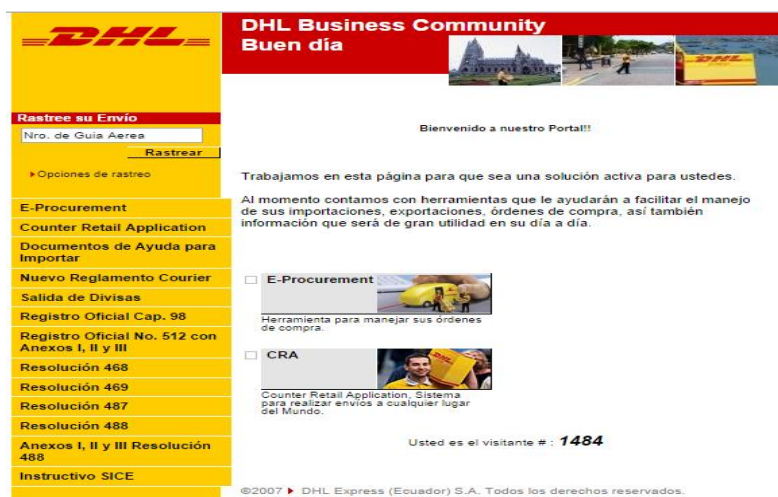 DHL
DHL Business Community
Buen día
DHL
Rastree su Envío
Nro. de Guia Aerea
Rastrear
Opciones de rastreo
E-Procurement
Counter Retail Application
Documentos de Ayuda para
Importar
Nuevo Reglamento Courier
Salida de Divisas
Registro Oficial Cap. 98
Registro Oficial No. 512 con
Anexos I, II y III
Resolución 468
Resolución 469
Resolución 487
Resolución 488
Anexos I, II y III Resolución
488
Instructivo SICE
Bienvenido a nuestro Portal!!
Trabajamos en esta página para que sea una solución activa para ustedes.
Al momento contamos con herramientas que le ayudarán a facilitar el manejo
de sus importaciones, exportaciones, órdenes de compra, así también
información que será de gran utilidad en su día a día.
E-Procurement
Herramienta para manejar sus órdenes
de compra.
CRA
DHL
Counter Retail Application, Sistema
para realizar envíos a cualquier lugar
del Mundo.
Usted es el visitante # : 1484
©2007 DHL Express (Ecuador) S.A. Todos los derechos reservados.